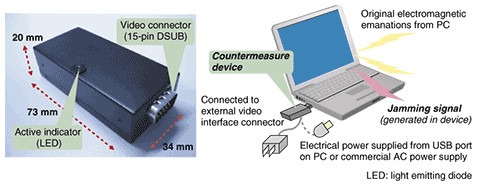 Video connector
(15-pin DSUB)
20 mm
73 mm
34 mm
Active indicator
(LED)
Original electromagnetic
emanations from PC
Countermeasure
device
Connected to
external video
interface connector
Jamming signal
(generated in device)
Electrical power supplied from USB port
on PC or commercial AC power supply
LED: light emitting diode